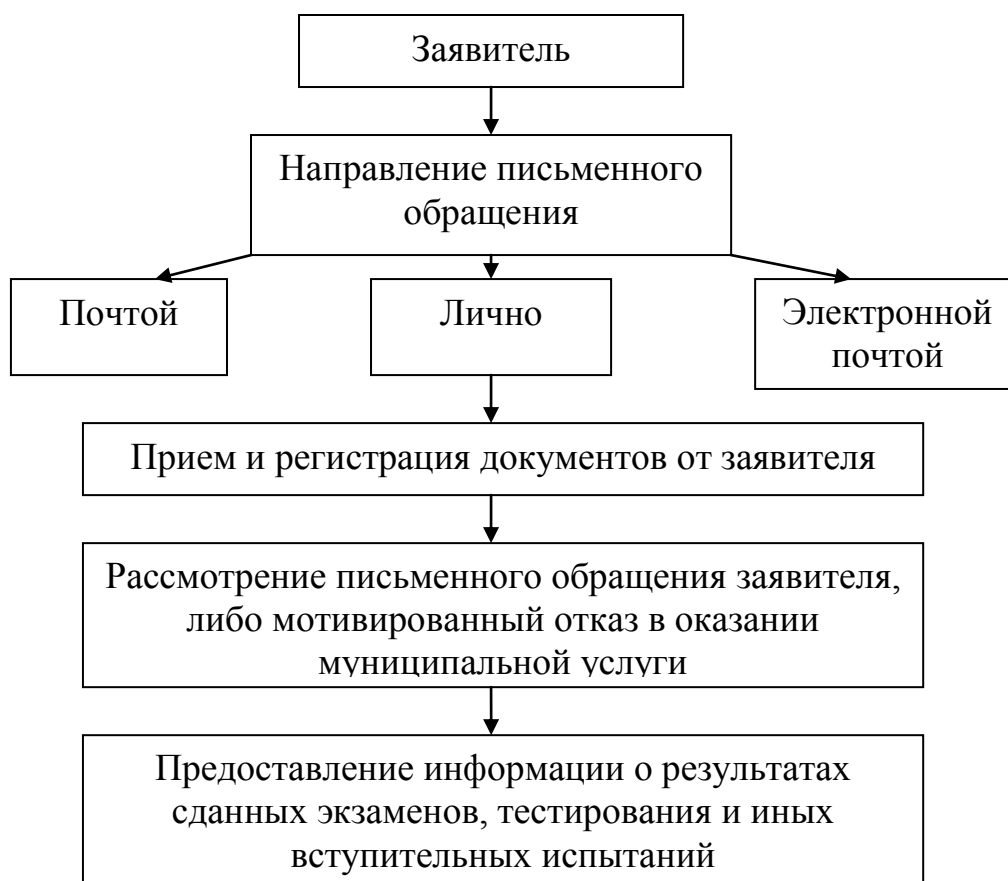 Заявитель
Направление письменного
обращения
Почтой
Лично
Электронной
почтой
Прием и регистрация документов от заявителя
Рассмотрение письменного обращения заявителя,
либо мотивированный отказ в оказании
муниципальной услуги
Предоставление информации о результатах
сданных экзаменов, тестирования и иных
вступительных испытаний